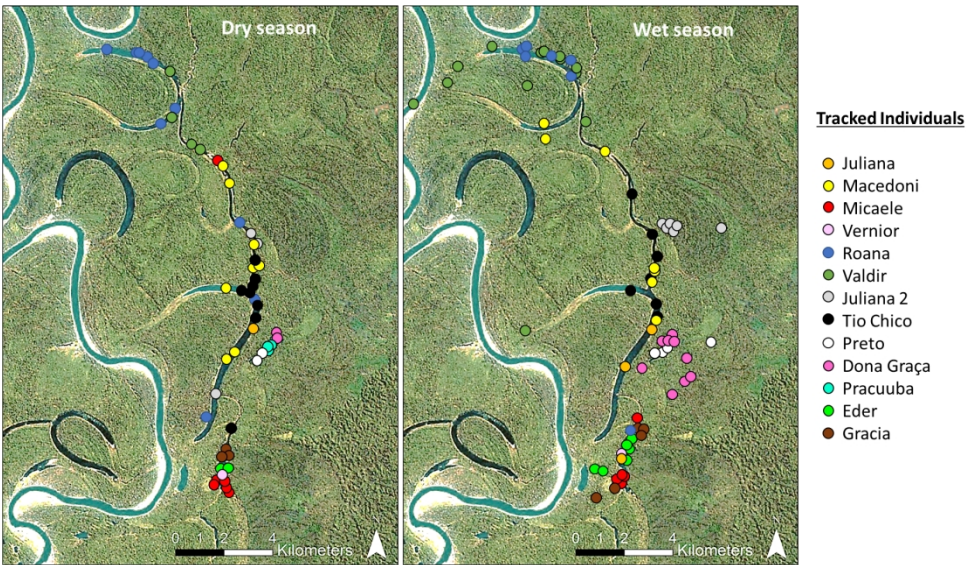 Dry season
Wet season
Tracked Individuals
Juliana
Macedoni
Micaele
Vernior
Roana
Valdir
Juliana 2
Tio Chico
Preto
Dona Graça
Pracuuba
Eder
Gracia
0 1 2 4
Kilometers
0 1 2 4
Kilometers